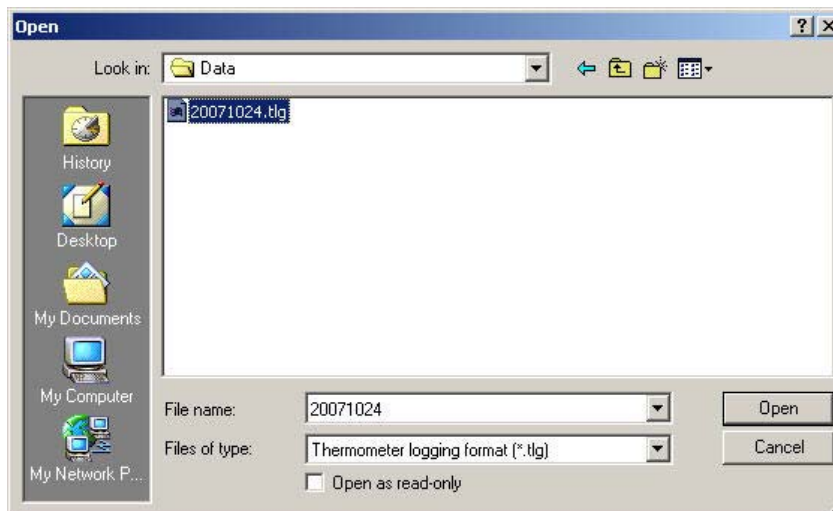 Open
Look in: Data
20071024.tlg
History
Desktop
My Documents
My Computer
My Network P...
File name: 20071024 Open
Files of type: Thermometer logging format (*.tlg) Cancel
Open as read-only